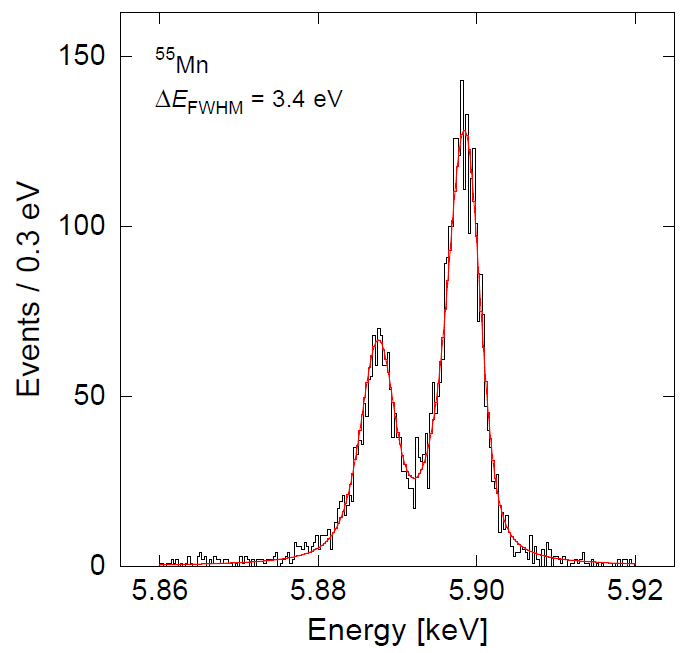 150
⁵⁵Mn
ΔE_FWHM = 3.4 eV
100
Events / 0.3 eV
50
0
5.86 5.88 5.90 5.92
Energy [keV]